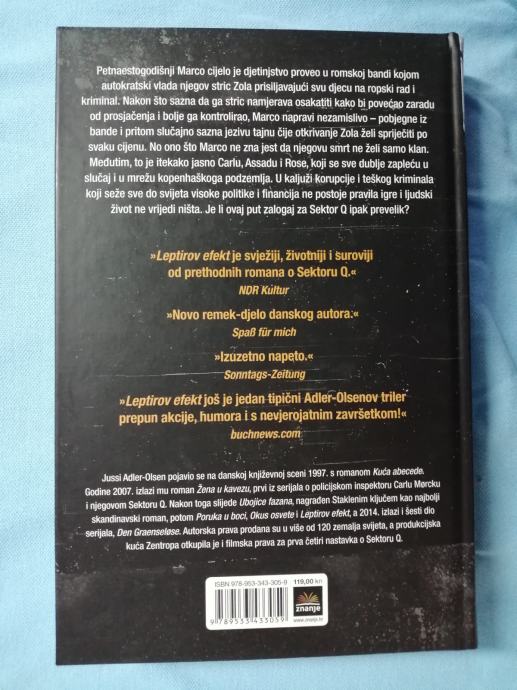 Petnaestogodišnji Marco cijelo je djetinjstvo proveo u romskoj bandi kojom
autokratski vlada njegov stric Zola prisiljavajući svu djecu na ropski rad i
kriminal. Nakon što sazna da ga stric namjerava osakatiti kako bi povećao zaradu
od prosjačenja i bolje ga kontrolirao, Marco napravi nezamislivo – pobjegne iz
bande i pritom slučajno sazna jezivu tajnu čije otkrivanje Zola želi spriječiti po
svaku cijenu. No ono što Marco ne zna jest da njegovu smrt ne želi samo klan.
Međutim, to je itekako jasno Carlu, Assadu i Rose, koji se sve dublje zapleću u
slučaj i u mrežu kopenhaškoga podzemlja. U kaljuži korupcije i teškog kriminala
koji seže sve do svijeta visoke politike i financija ne postoje pravila igre i ljudski
život ne vrijedi ništa. Je li ovaj put zalogaj za Sektor Q ipak prevelik?
»Leptirov efekt je svježiji, životniji i suroviji
od prethodnih romana o Sektoru Q.«
NDR Kultur
»Novo remek-djelo danskog autora.«
Spaß für mich
»Izuzetno napeto.«
Sonntags-Zeitung
»Leptirov efekt još je jedan tipični Adler-Olsenov triler
prepun akcije, humora i s nevjerojatnim završetkom!«
buchnews.com
Jussi Adler-Olsen pojavio se na danskoj književnoj sceni 1997. s romanom Kuća abecede.
Godine 2007. izlazi mu roman Žena u kavezu, prvi iz serijala o policijskom inspektoru Carlu Mørcku
i njegovom Sektoru Q. Nakon toga slijede Ubojice fazana, nagrađen Staklenim ključem kao najbolji
skandinavski roman, potom Poruka u boci, Okus osvete i Leptirov efekt, a 2014. izlazi i šesti dio
serijala, Den Grænseløse. Autorska prava prodana su u više od 120 zemalja svijeta, a produkcijska
kuća Zentropa otkupila je i filmska prava za prva četiri nastavka o Sektoru Q.
ISBN 978-953-343-305-9
119,00 kn
9 789533 433059
znanje
www.znanje.hr